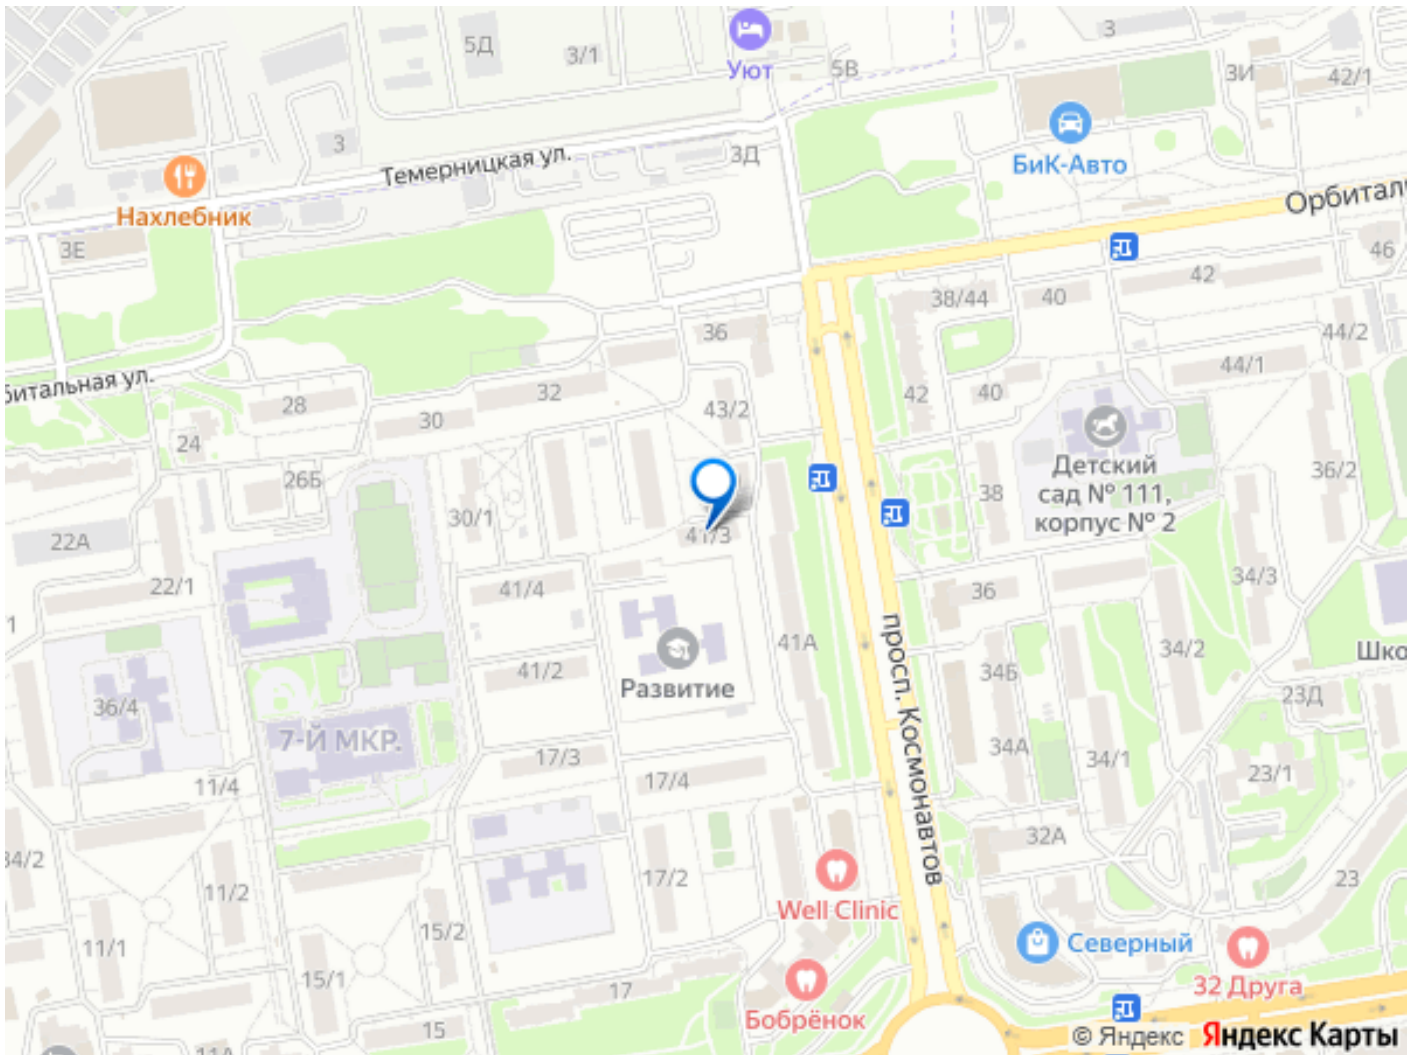 5Д
3/1
Уют
5В
3
3И
42/1
БиК-Авто
3
Темерницкая ул.
3Д
Нахлебник
3Е
Орбиталь
46
42
40
38/44
36
44/2
44/1
битальная ул.
32
28
30
24
43/2
42
40
Детский
сад № 111,
корпус № 2
36/2
38
26Б
30/1
22А
41/3
22/1
41/4
36
34/3
1
41А
просп. Космонавтов
34/2
Шко
Развитие
41/2
34Б
23Д
36/4
7-Й МКР.
17/3
17/4
34А
34/1
23/1
11/4
32А
34/2
11/2
17/2
23
Well Clinic
15/2
11/1
Северный
15/1
17
32 Друга
Бобрёнок
15
11А
© Яндекс Яндекс Карты